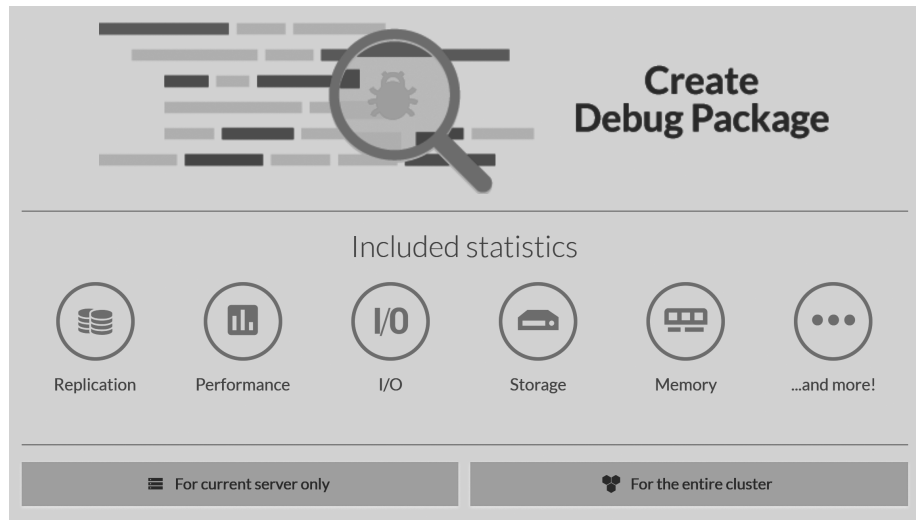 Create
Debug Package
Included statistics
I/O
Replication
Performance
I/O
Storage
Memory
...and more!
For current server only
For the entire cluster